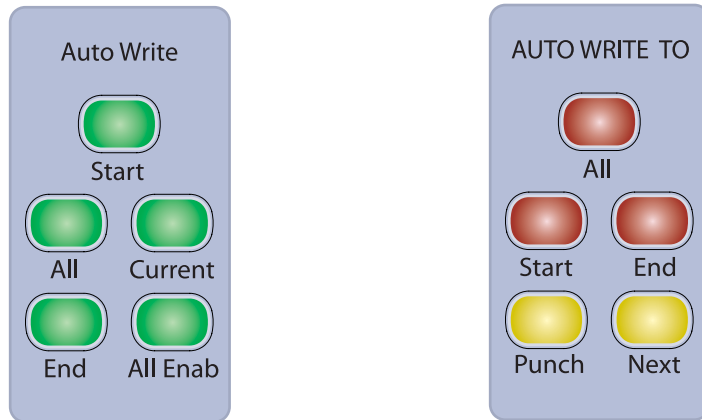 Auto Write
Start
All Current
End All Enab
AUTO WRITE TO
All
Start End
Punch Next